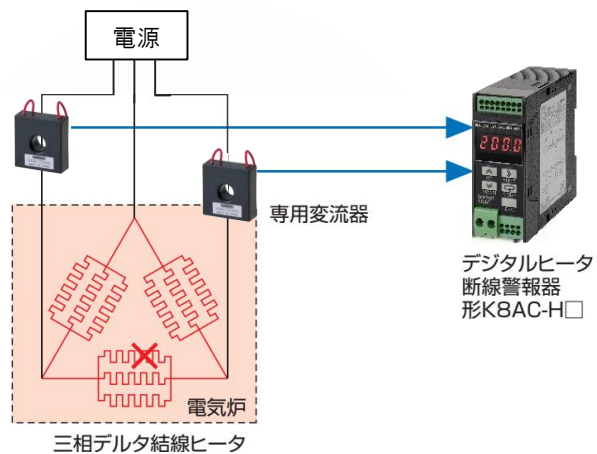 電源
専用変流器
200.0
デジタルヒータ
断線警報器
形K8AC-H□
電気炉
三相デルタ結線ヒータ